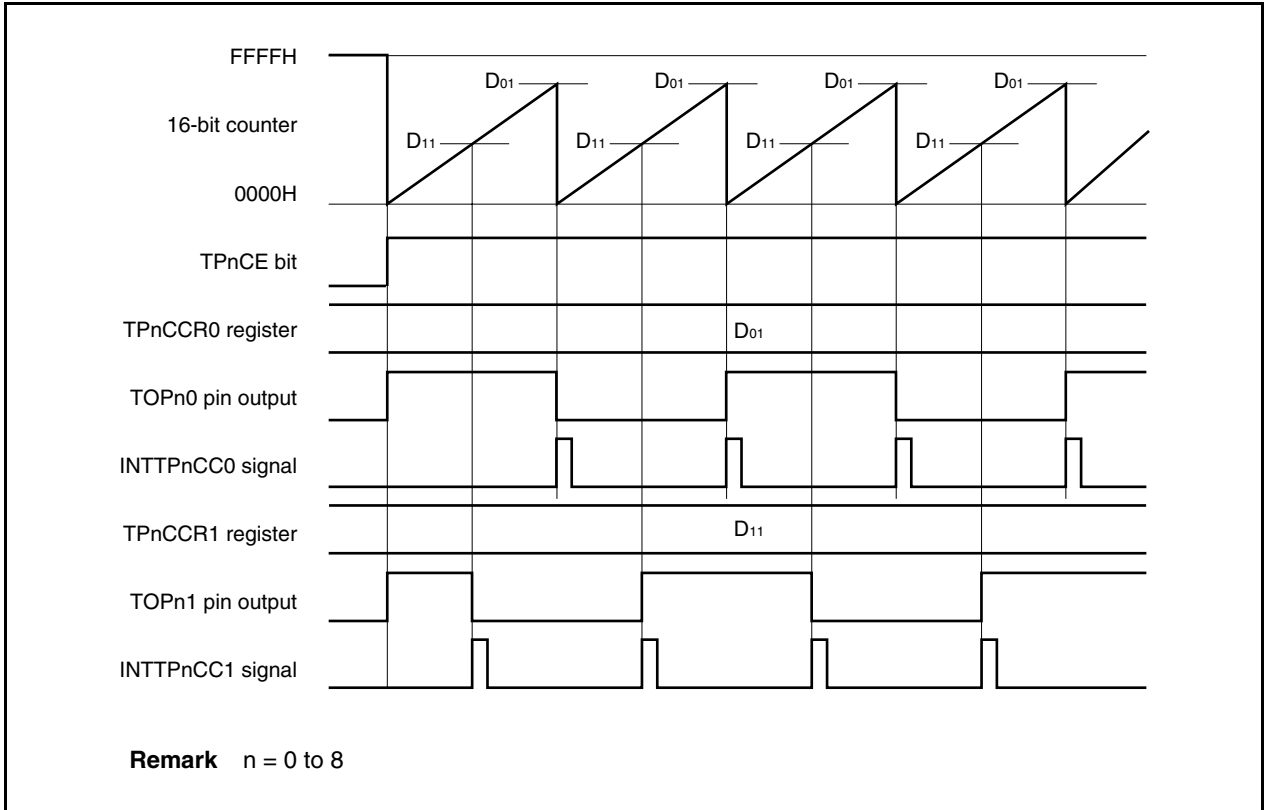 FFFFH
D01 D01 D01 D01
16-bit counter
D11 D11 D11 D11
0000H
TPnCE bit
TPnCCR0 register D01
TOPn0 pin output
INTTPnCC0 signal
TPnCCR1 register D11
TOPn1 pin output
INTTPnCC1 signal
Remark n = 0 to 8